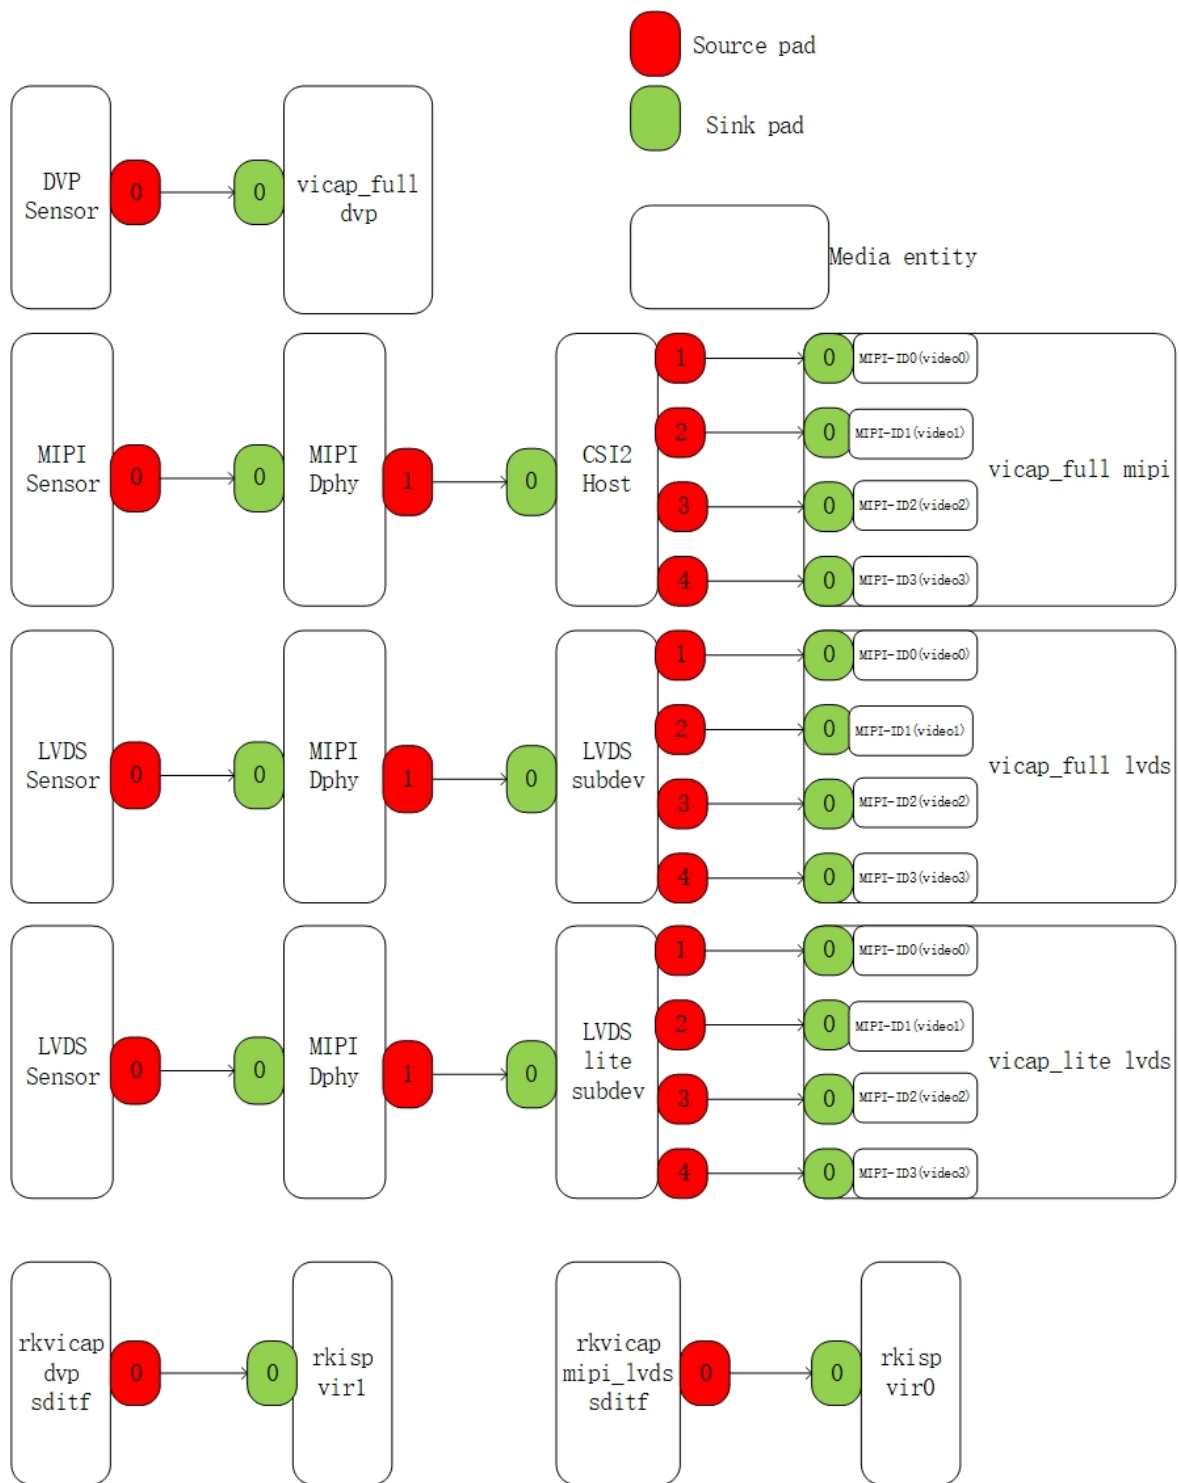 Source pad
Sink pad
Media entity
DVP
Sensor
0
0
vicap_full
dvp
MIPI
Sensor
0
0
MIPI
Dphy
1
0
CSI2
Host
1
0
MIPI-ID0(video0)
2
0
MIPI-ID1(video1)
3
0
MIPI-ID2(video2)
4
0
MIPI-ID3(video3)
vicap_full mipi
LVDS
Sensor
0
0
MIPI
Dphy
1
0
LVDS
subdev
1
0
MIPI-ID0(video0)
2
0
MIPI-ID1(video1)
3
0
MIPI-ID2(video2)
4
0
MIPI-ID3(video3)
vicap_full lvds
LVDS
Sensor
0
0
MIPI
Dphy
1
0
LVDS
lite
subdev
1
0
MIPI-ID0(video0)
2
0
MIPI-ID1(video1)
3
0
MIPI-ID2(video2)
4
0
MIPI-ID3(video3)
vicap_lite lvds
rkvicap
dvp
sditf
0
0
rkisp
vir1
rkvicap
mipi_lvds
sditf
0
0
rkisp
vir0